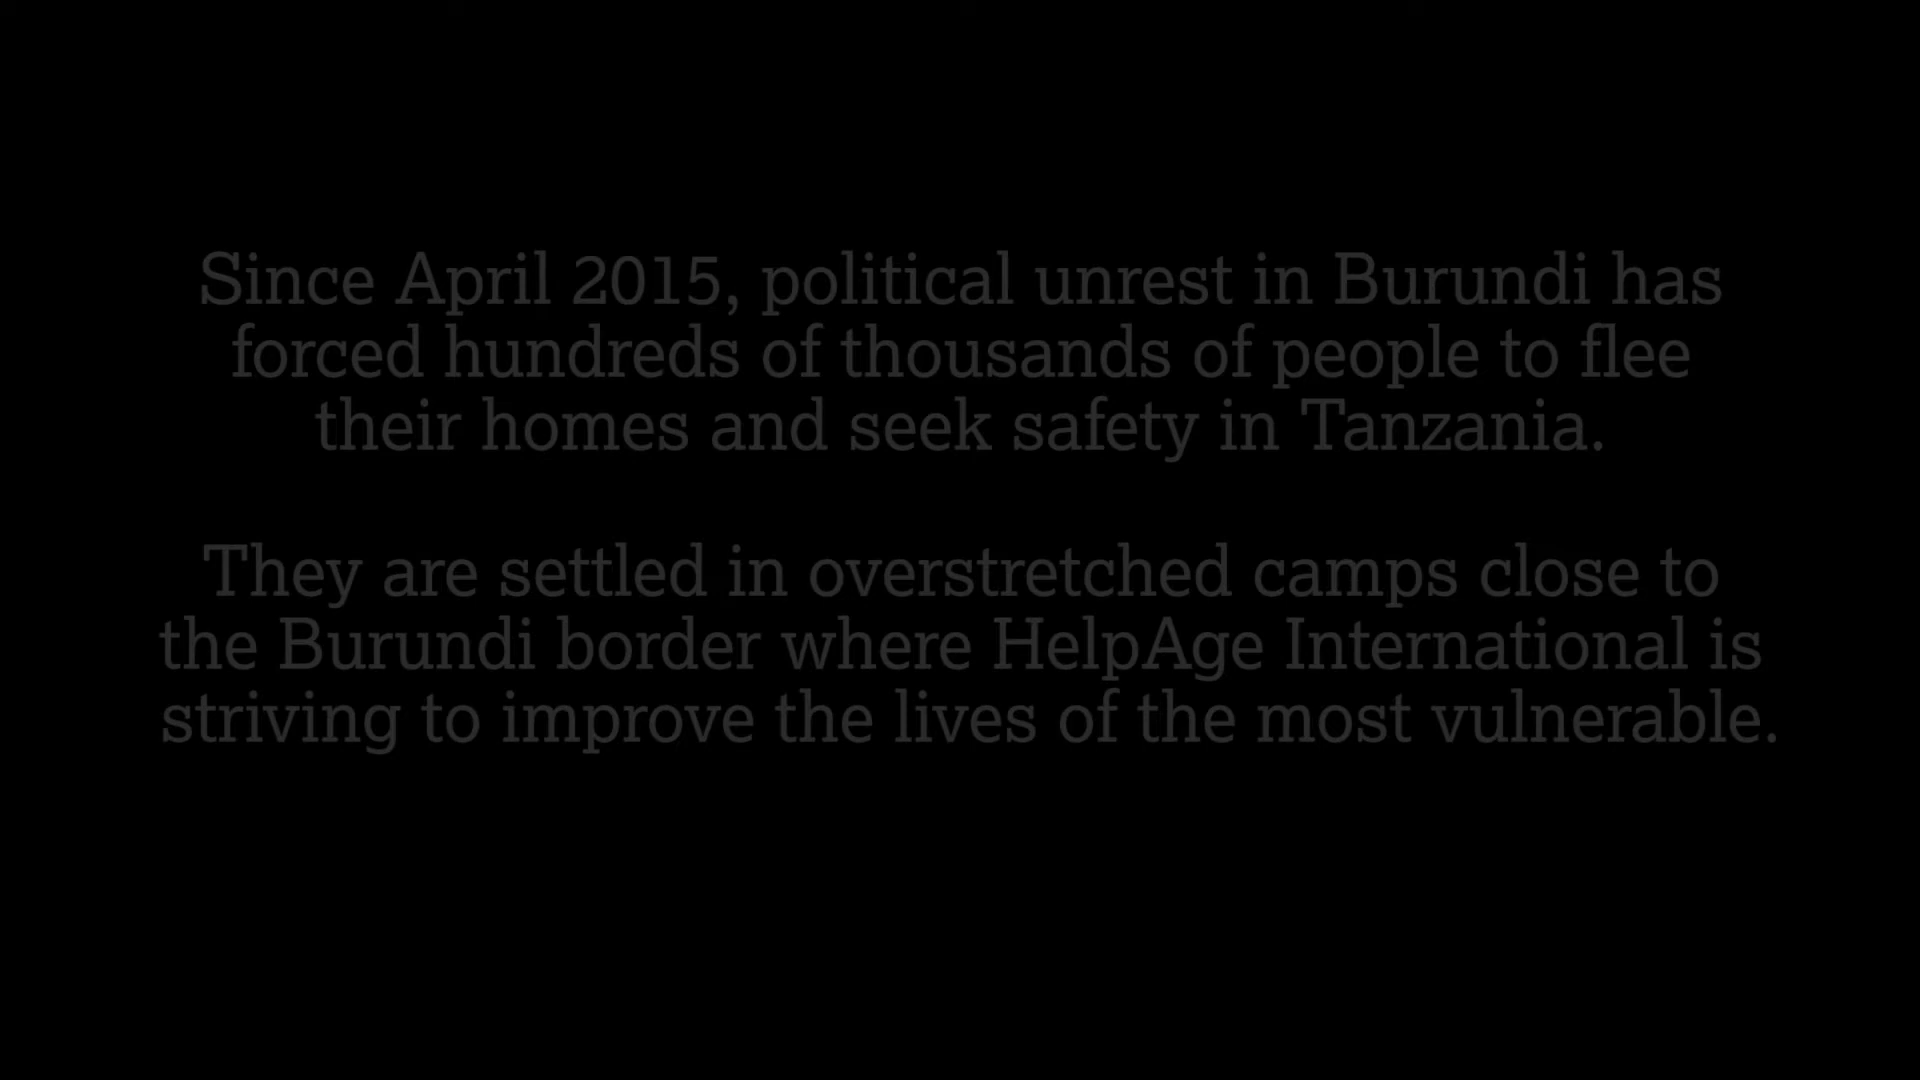 Since April 2015, political unrest in Burundi has
forced hundreds of thousands of people to flee
their homes and seek safety in Tanzania.
They are settled in overstretched camps close to
the Burundi border where HelpAge International is
striving to improve the lives of the most vulnerable.